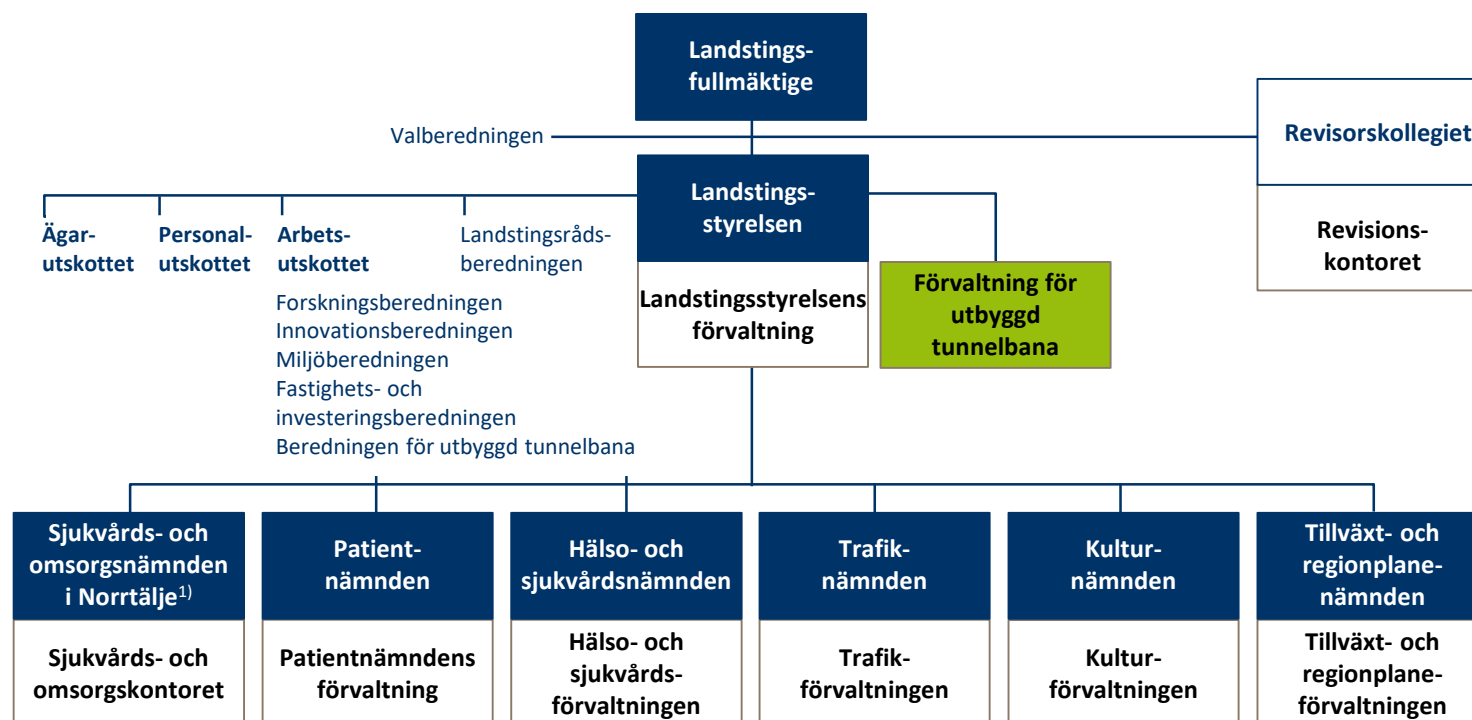 Landstings-
fullmäktige
Valberedningen
Revisorskollegiet
Revisions-
kontoret
Landstings-
styrelsen
Landstingsstyrelsens
förvaltning
Förvaltning för
utbyggd
tunnelbana
Ägar-
utskottet
Personal-
utskottet
Arbets-
utskottet
Landstingsråds-
beredningen
Forskningsberedningen
Innovationsberedningen
Miljöberedningen
Fastighets- och
investeringsberedningen
Beredningen för utbyggd tunnelbana
Sjukvårds- och
omsorgsnämnden
i Norrtälje1)
Sjukvårds- och
omsorgskontoret
Patient-
nämnden
Patientnämndens
förvaltning
Hälso- och
sjukvårdsnämnden
Hälso- och
sjukvårds-
förvaltningen
Trafik-
nämnden
Trafik-
förvaltningen
Kultur-
nämnden
Kultur-
förvaltningen
Tillväxt- och
regionplane-
nämnden
Tillväxt- och
regionplane-
förvaltningen